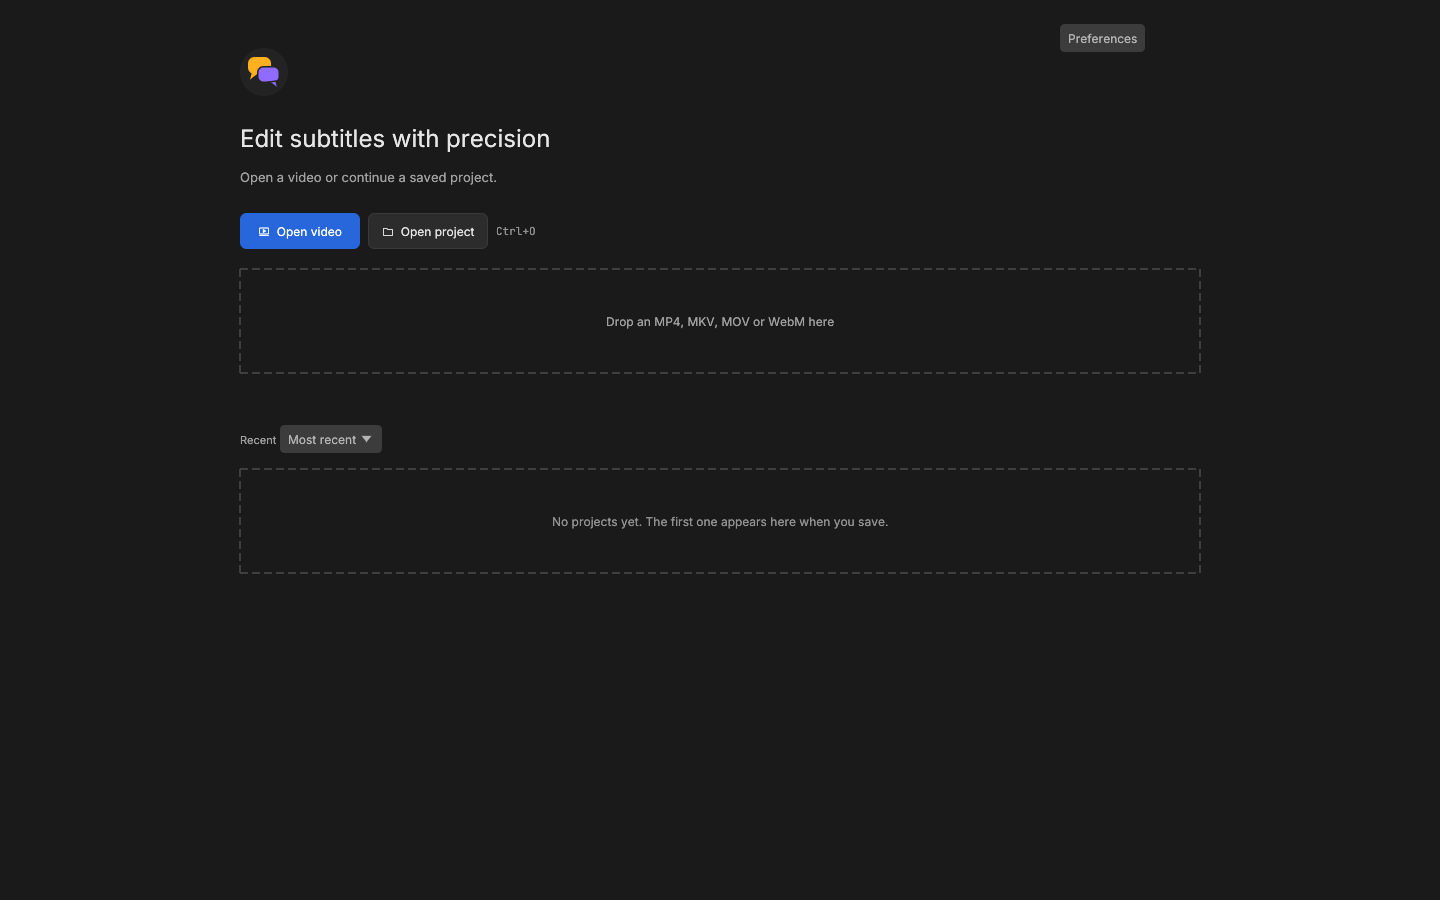 Preferences
Edit subtitles with precision
Open a video or continue a saved project.
Open video
Open project
Ctrl+O
Drop an MP4, MKV, MOV or WebM here
Recent
Most recent
No projects yet. The first one appears here when you save.